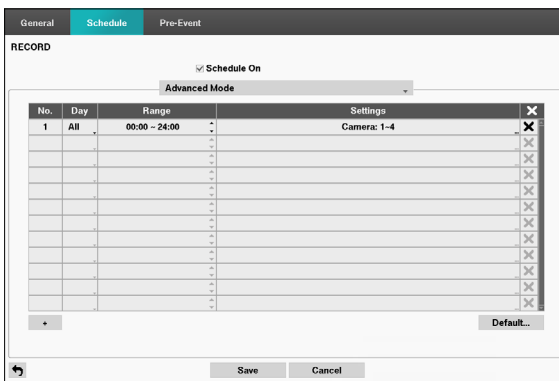 General Schedule Pre-Event
RECORD
Schedule On
Advanced Mode
No. Day Range Settings
1 All 00:00 ~ 24:00 Camera: 1~4
+ Default...
Save Cancel